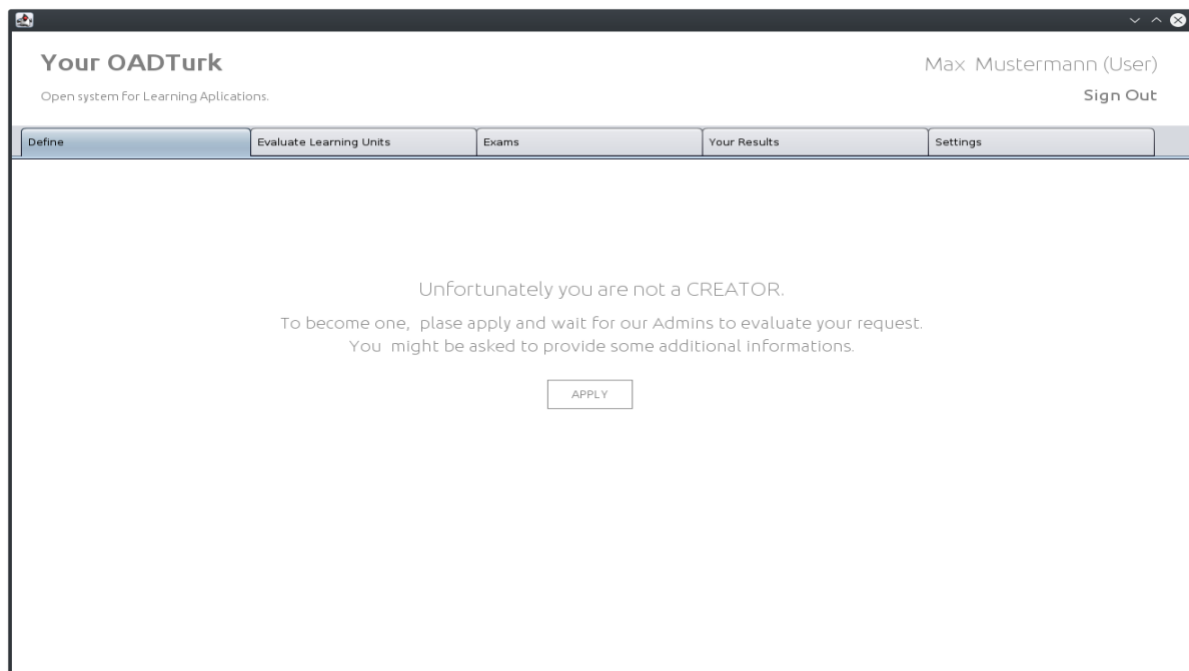 Your OADTurk
Max Mustermann (User)
Open system for Learning Aplications.
Sign Out
Define
Evaluate Learning Units
Exams
Your Results
Settings
Unfortunately you are not a CREATOR.
To become one, plase apply and wait for our Admins to evaluate your request.
You might be asked to provide some additional informations.
APPLY